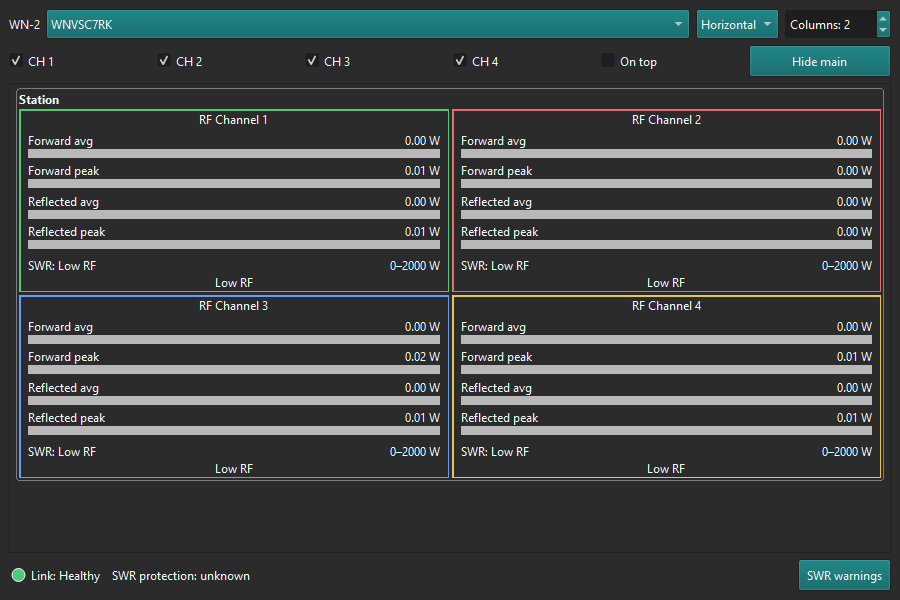 WN-2 WNVSC7RK Horizontal Columns: 2
CH 1 CH 2 CH 3 CH 4 On top Hide main
Station
RF Channel 1
Forward avg 0.00 W
Forward peak 0.01 W
Reflected avg 0.00 W
Reflected peak 0.01 W
SWR: Low RF 0–2000 W
Low RF
RF Channel 2
Forward avg 0.00 W
Forward peak 0.00 W
Reflected avg 0.00 W
Reflected peak 0.00 W
SWR: Low RF 0–2000 W
Low RF
RF Channel 3
Forward avg 0.00 W
Forward peak 0.02 W
Reflected avg 0.00 W
Reflected peak 0.01 W
SWR: Low RF 0–2000 W
Low RF
RF Channel 4
Forward avg 0.00 W
Forward peak 0.01 W
Reflected avg 0.00 W
Reflected peak 0.01 W
SWR: Low RF 0–2000 W
Low RF
Link: Healthy SWR protection: unknown SWR warnings